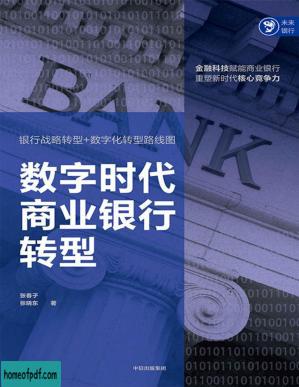 未来
银行
金融科技赋能商业银行
重塑新时代核心竞争力
BANK
银行战略转型+数字化转型路线图
数字时代
商业银行
转型
张春子
张晓东 著
中信出版集团
homeofpdf.com